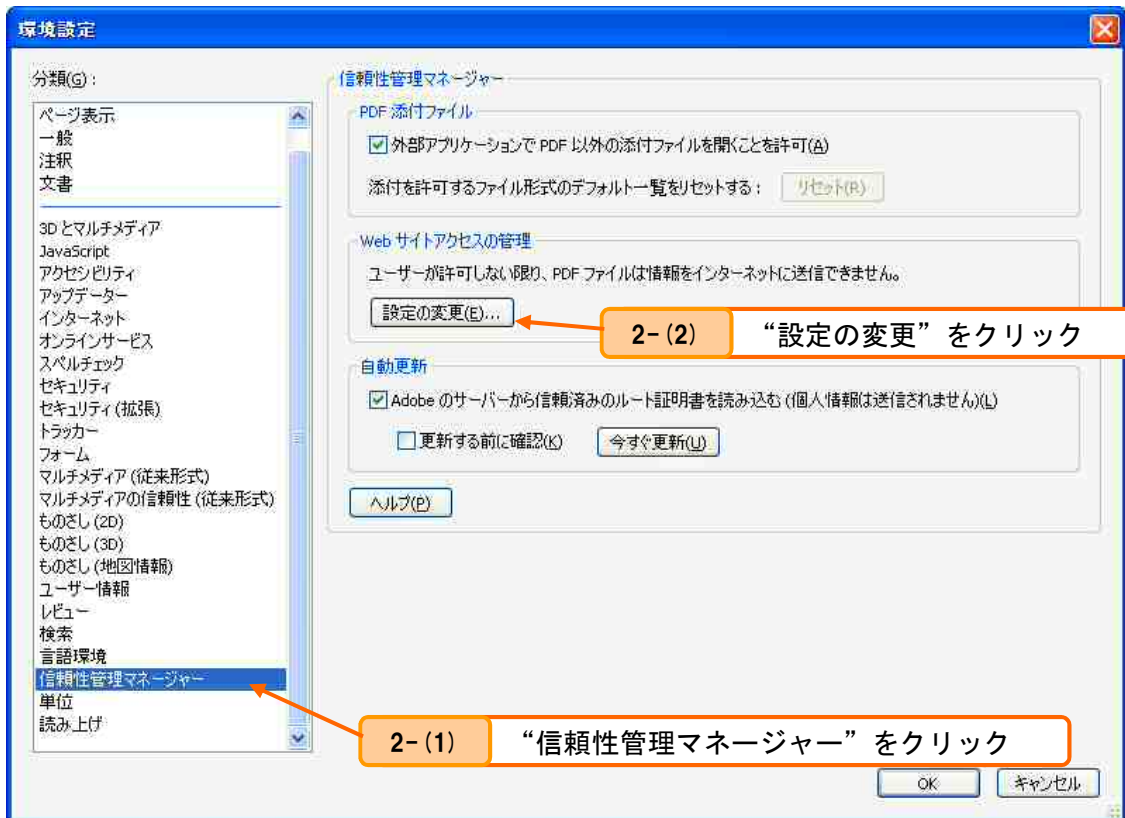 環境設定
分類(G):
ページ表示
一般
注釈
文書
3Dとマルチメディア
JavaScript
アクセシビリティ
アップデーター
インターネット
オンラインサービス
スペルチェック
セキュリティ
セキュリティ(拡張)
トラッカー
フォーム
マルチメディア(従来形式)
マルチメディアの信頼性(従来形式)
ものさし(2D)
ものさし(3D)
ものさし(地図情報)
ユーザー情報
レビュー
検索
言語環境
信頼性管理マネージャー
単位
読み上げ
信頼性管理マネージャー
PDF 添付ファイル
外部アプリケーションで PDF 以外の添付ファイルを開くことを許可(A)
添付を許可するファイル形式のデフォルト一覧をリセットする: リセット(R)
Web サイトアクセスの管理
ユーザーが許可しない限り、PDF ファイルは情報をインターネットに送信できません。
設定の変更(E)...
2-(2) “設定の変更”をクリック
自動更新
Adobe のサーバーから信頼済みのルート証明書を読み込む(個人情報は送信されません)(L)
更新する前に確認(K) 今すぐ更新(U)
ヘルプ(P)
2-(1) “信頼性管理マネージャー”をクリック
OK キャンセル